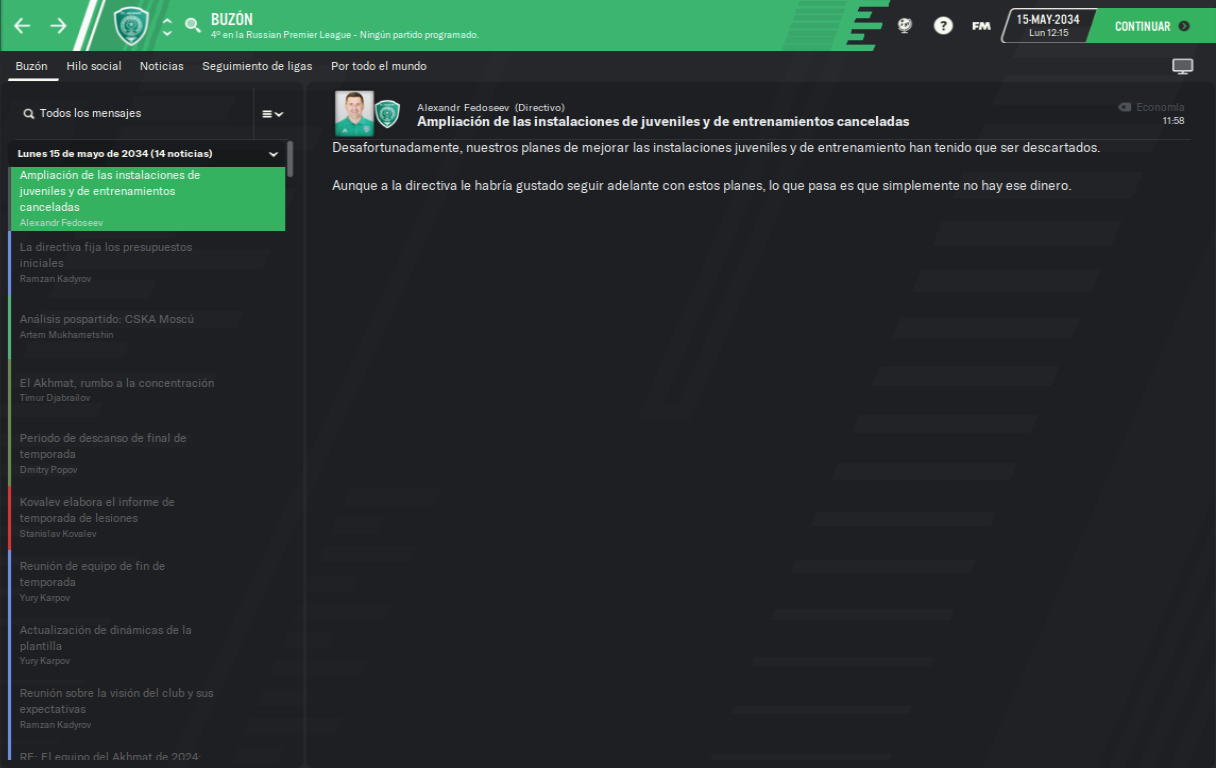 BUZÓN
4º en la Russian Premier League - Ningún partido programado.
?
FM
15-MAY-2034
Lun 12:15
CONTINUAR
Buzón
Hilo social
Noticias
Seguimiento de ligas
Por todo el mundo
Todos los mensajes
Lunes 15 de mayo de 2034 (14 noticias)
Ampliación de las instalaciones de
juveniles y de entrenamientos
canceladas
Alexandr Fedoseev
La directiva fija los presupuestos
iniciales
Ramzan Kadyrov
Análisis pospartido: CSKA Moscú
Artem Mukhametshin
El Akhmat, rumbo a la concentración
Timur Djabrailov
Periodo de descanso de final de
temporada
Dmitry Popov
Kovalev elabora el informe de
temporada de lesiones
Stanislav Kovalev
Reunión de equipo de fin de
temporada
Yury Karpov
Actualización de dinámicas de la
plantilla
Yury Karpov
Reunión sobre la visión del club y sus
expectativas
Ramzan Kadyrov
RE: El equipo del Akhmat de 2024:
Alexandr Fedoseev (Directivo)
Ampliación de las instalaciones de juveniles y de entrenamientos canceladas
Economía
11:58
Desafortunadamente, nuestros planes de mejorar las instalaciones juveniles y de entrenamiento han tenido que ser descartados.
Aunque a la directiva le habría gustado seguir adelante con estos planes, lo que pasa es que simplemente no hay ese dinero.